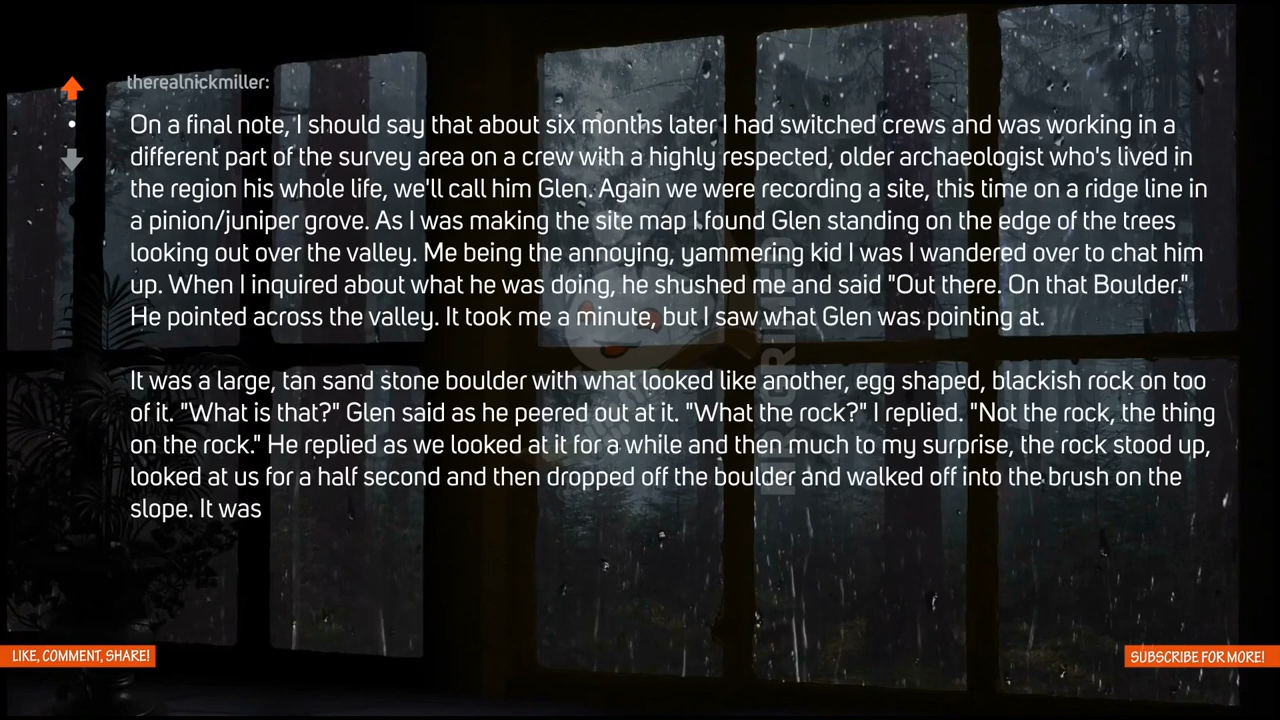 therealnickmiller:
On a final note, I should say that about six months later I had switched crews and was working in a
different part of the survey area on a crew with a highly respected, older archaeologist who's lived in
the region his whole life, we'll call him Glen. Again we were recording a site, this time on a ridge line in
a pinion/juniper grove. As I was making the site map I found Glen standing on the edge of the trees
looking out over the valley. Me being the annoying, yammering kid I was I wandered over to chat him
up. When I inquired about what he was doing, he shushed me and said "Out there. On that Boulder."
He pointed across the valley. It took me a minute, but I saw what Glen was pointing at.
It was a large, tan sand stone boulder with what looked like another, egg shaped, blackish rock on too
of it. "What is that?" Glen said as he peered out at it. "What the rock?" I replied. "Not the rock, the thing
on the rock." He replied as we looked at it for a while and then much to my surprise, the rock stood up,
looked at us for a half second and then dropped off the boulder and walked off into the brush on the
slope. It was
LIKE, COMMENT, SHARE!
SUBSCRIBE FOR MORE!